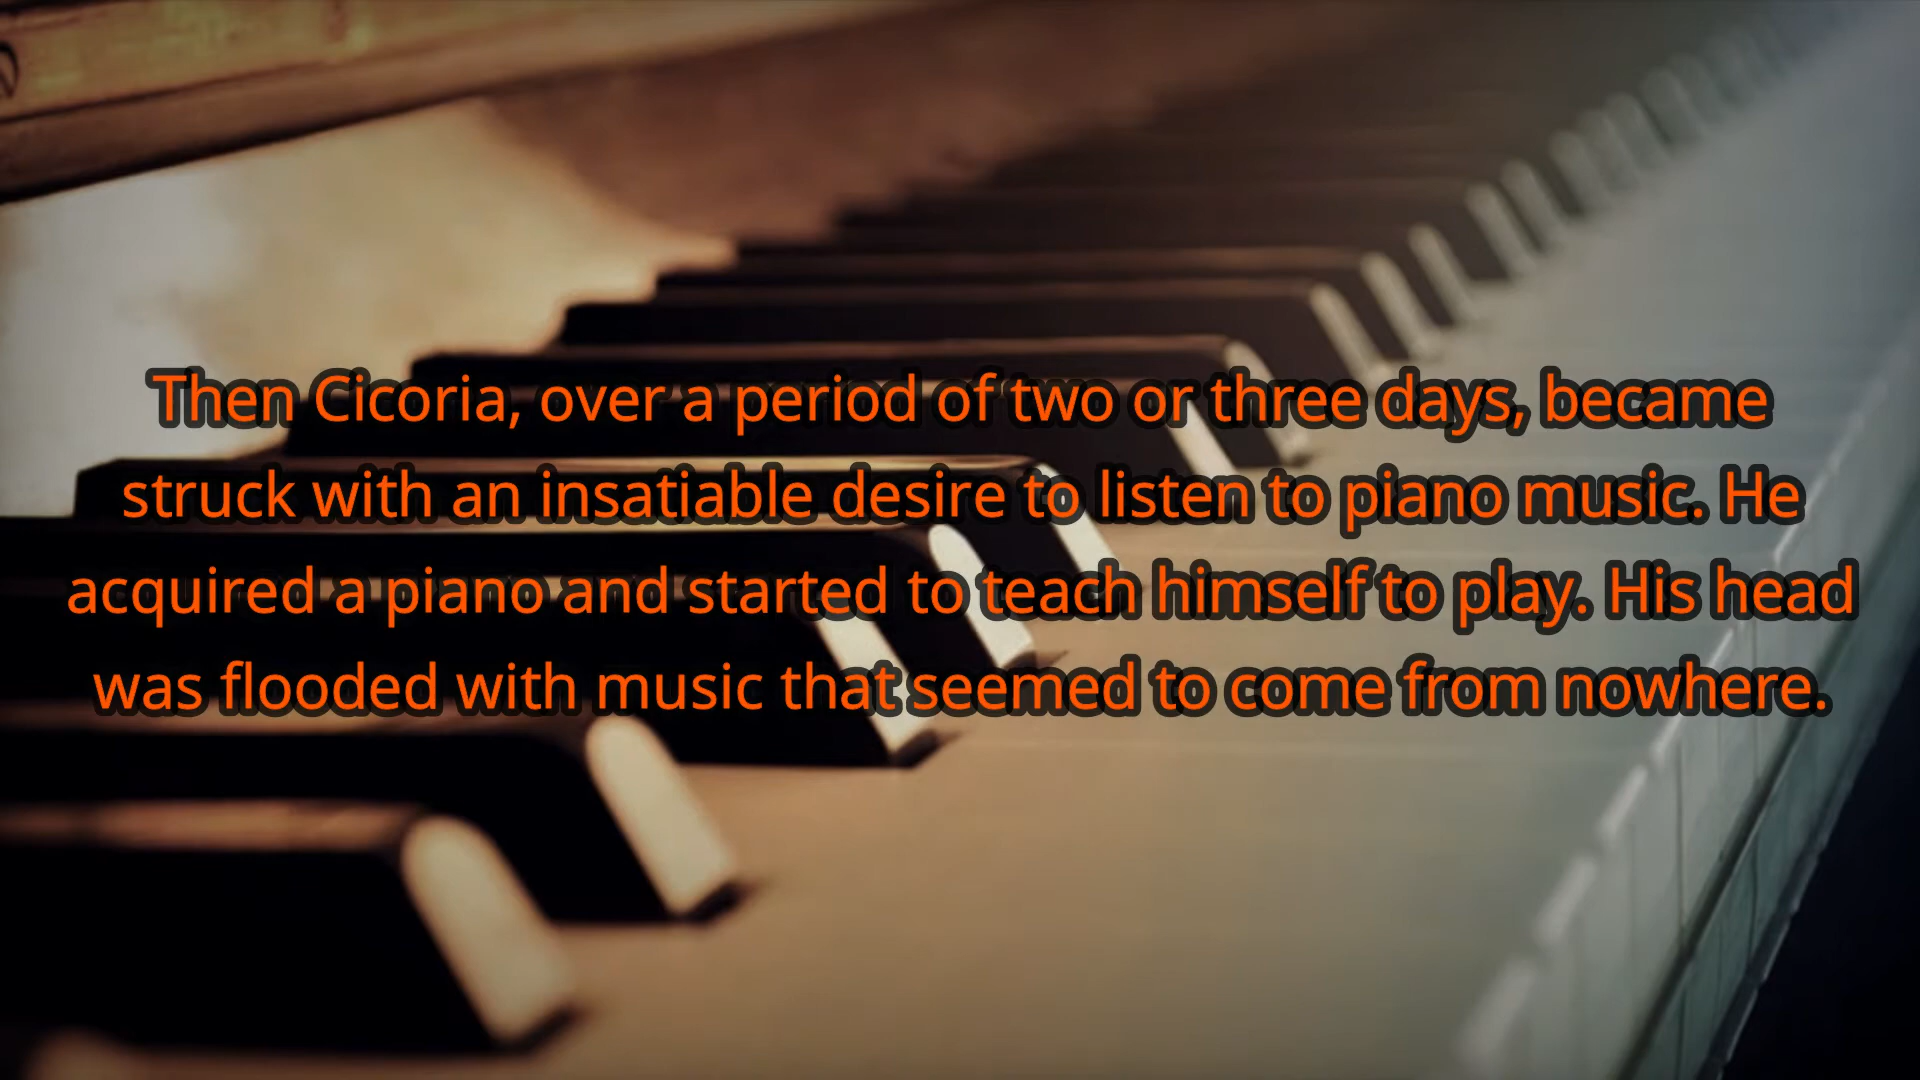 Then Cicoria, over a period of two or three days, became
struck with an insatiable desire to listen to piano music. He
acquired a piano and started to teach himself to play. His head
was flooded with music that seemed to come from nowhere.